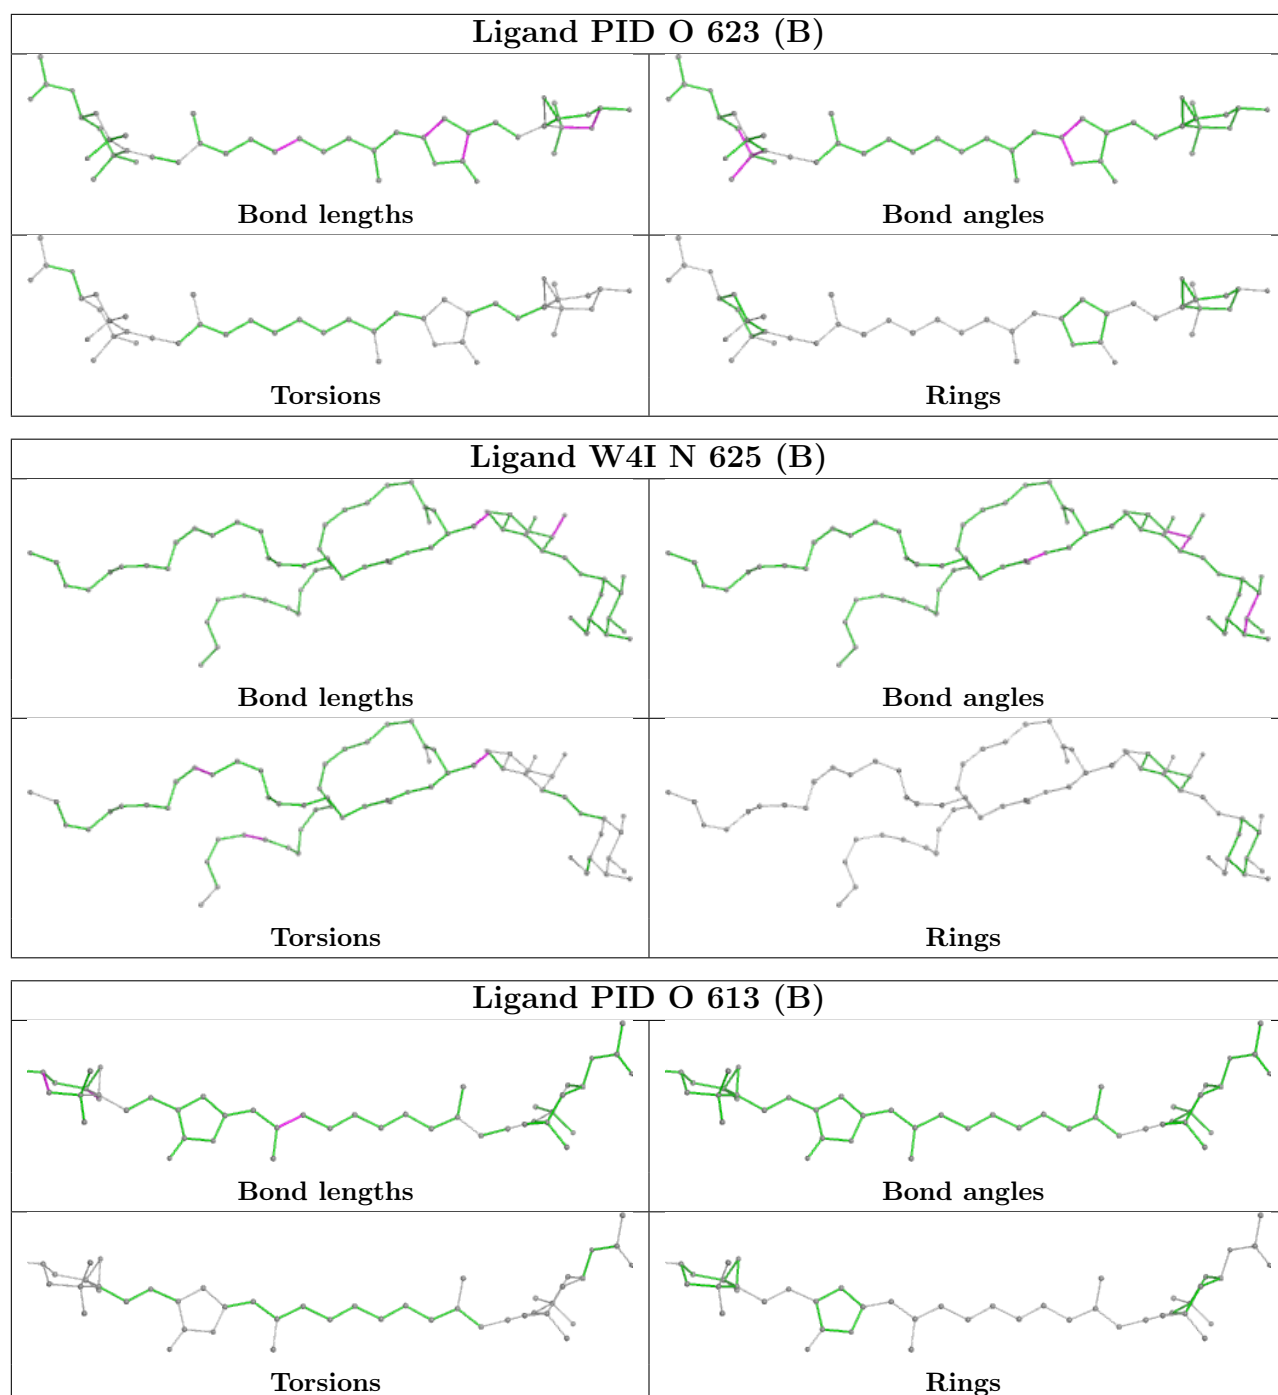 Ligand PID O 623 (B)
Bond lengths
Bond angles
Torsions
Rings
Ligand W4I N 625 (B)
Bond lengths
Bond angles
Torsions
Rings
Ligand PID O 613 (B)
Bond lengths
Bond angles
Torsions
Rings